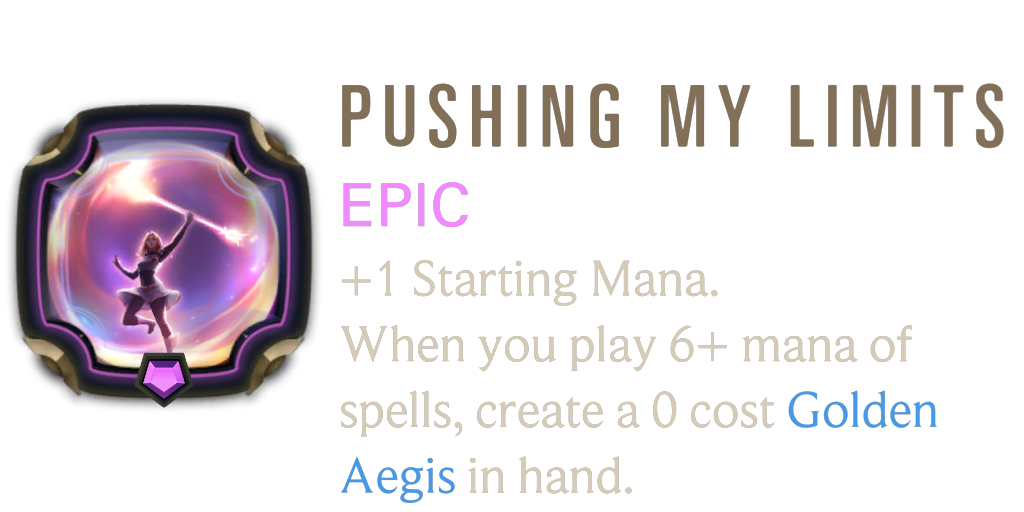 PUSHING MY LIMITS
EPIC
+1 Starting Mana.
When you play 6+ mana of
spells, create a 0 cost Golden
Aegis in hand.